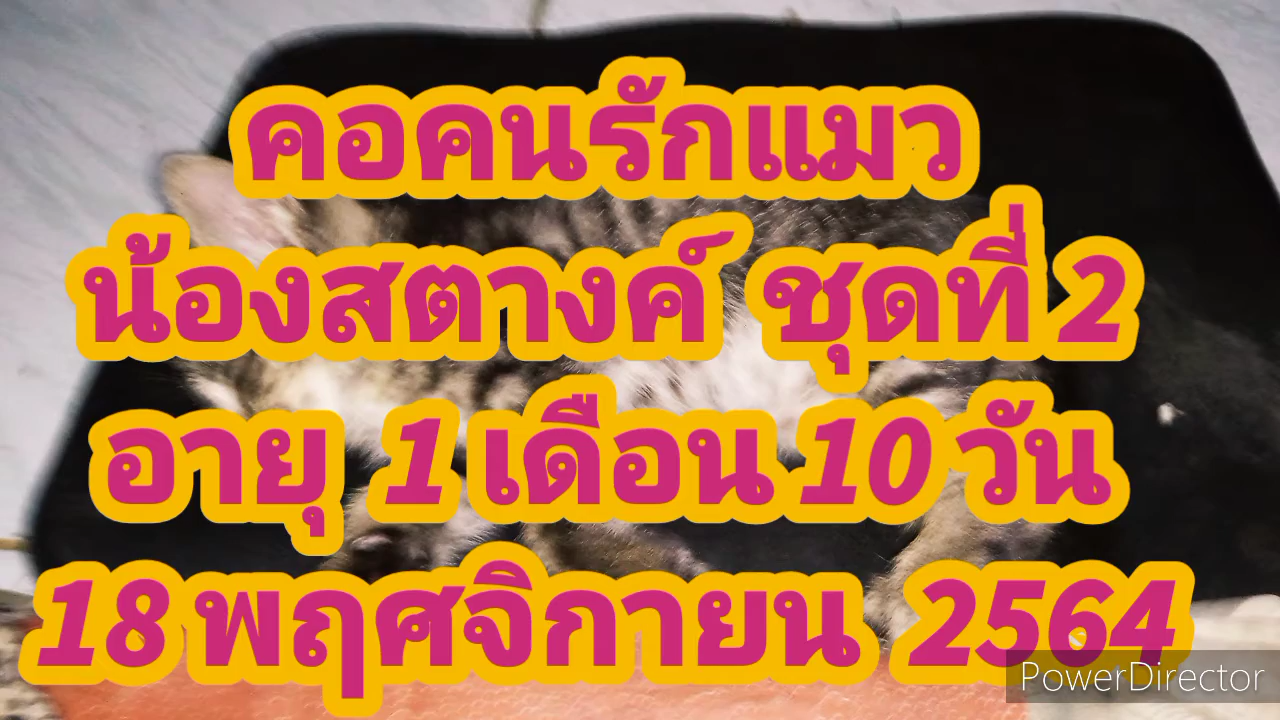 คอคนรักแมว
น้องสตางค์ ชุดที่ 2
อายุ 1 เดือน 10 วัน
18 พฤศจิกายน 2564
PowerDirector